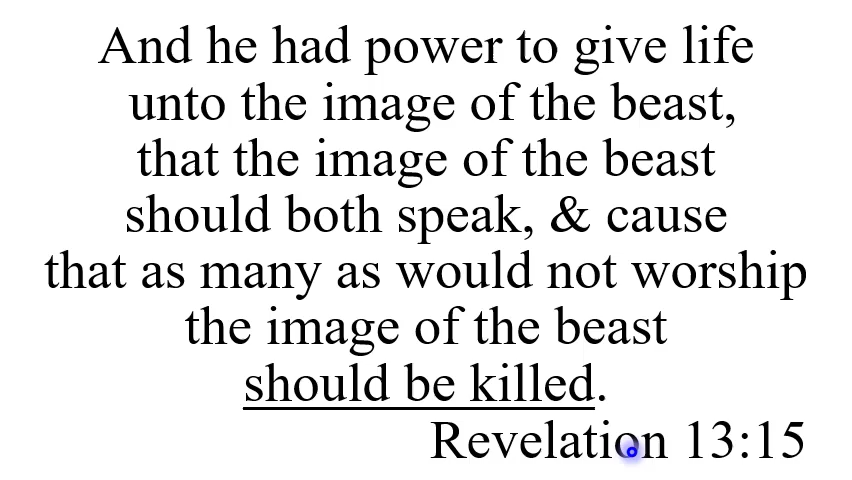 And he had power to give life
unto the image of the beast,
that the image of the beast
should both speak, & cause
that as many as would not worship
the image of the beast
should be killed.
Revelation 13:15